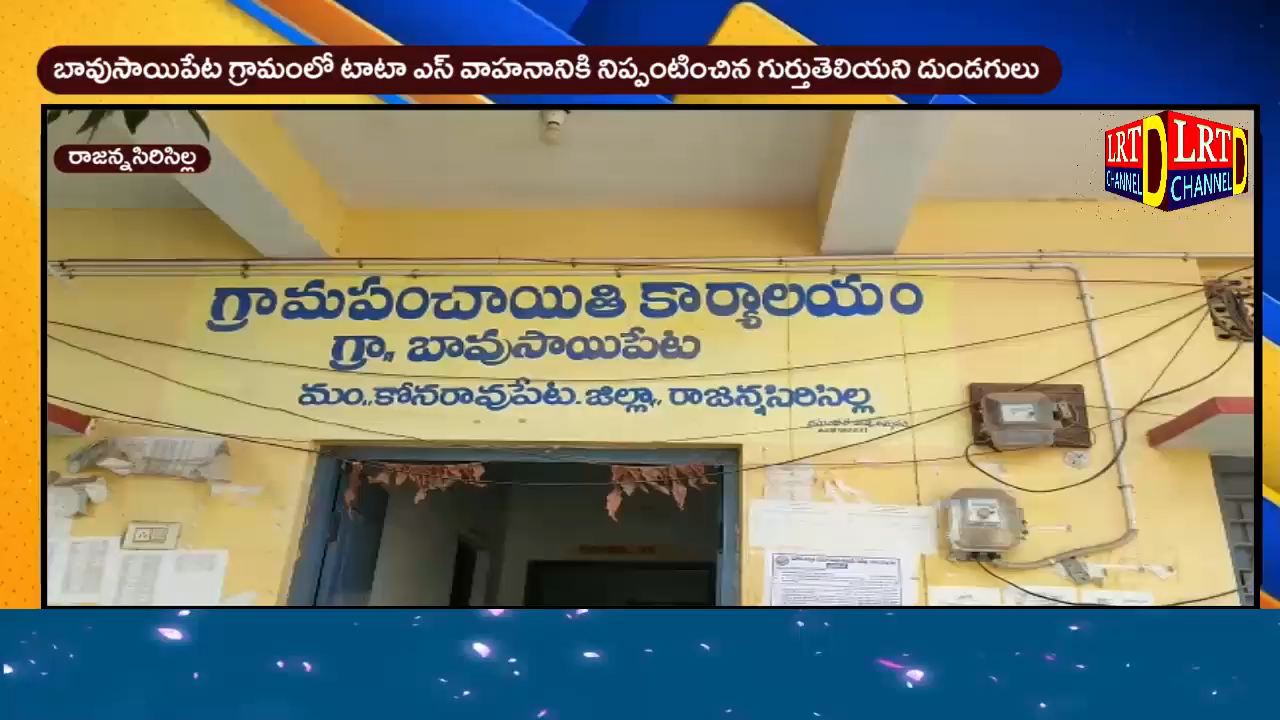 బావుసాయిపేట గ్రామంలో టాటా ఎస్ వాహనానికి నిప్పంటించిన గుర్తుతెలియని దుండగులు
రాజన్నసిరిసిల్ల
LRT D LRT D
CHANNEL CHANNEL
గ్రామపంచాయితి కార్యాలయం
గ్రా,, బావుసాయిపేట
మం,,కోనరావుపేట. జిల్లా,, రాజన్నసిరిసిల్ల